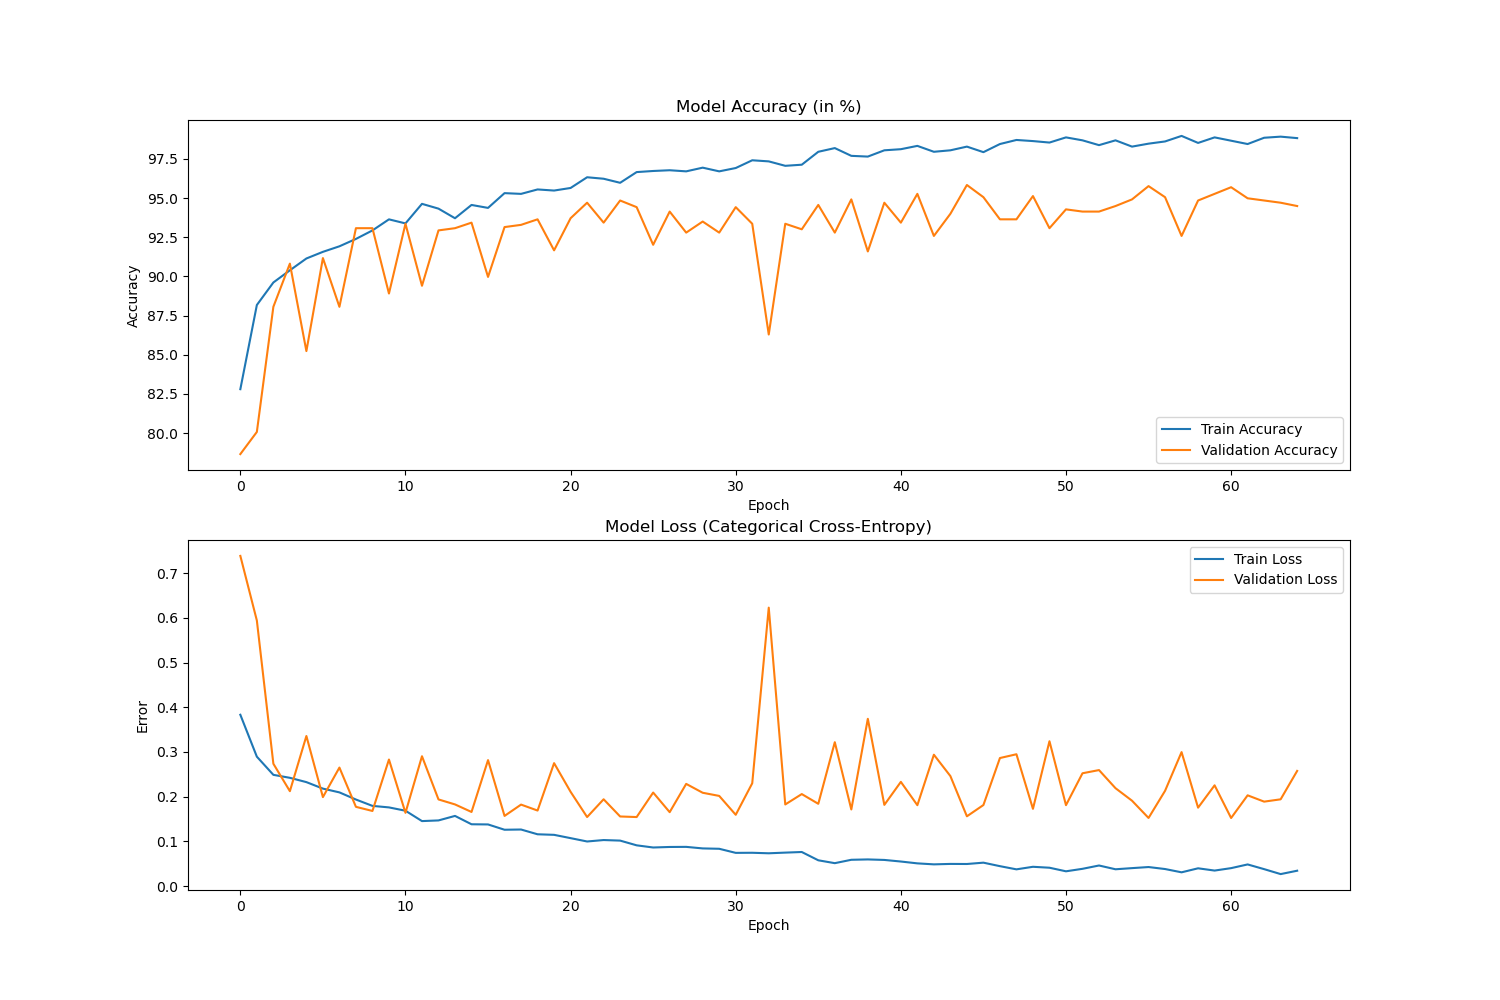 Model Accuracy (in %)
Accuracy
97.5
95.0
92.5
90.0
87.5
85.0
82.5
80.0
Train Accuracy
Validation Accuracy
0 10 20 30 40 50 60
Epoch
Model Loss (Categorical Cross-Entropy)
Error
0.7
0.6
0.5
0.4
0.3
0.2
0.1
0.0
Train Loss
Validation Loss
0 10 20 30 40 50 60
Epoch